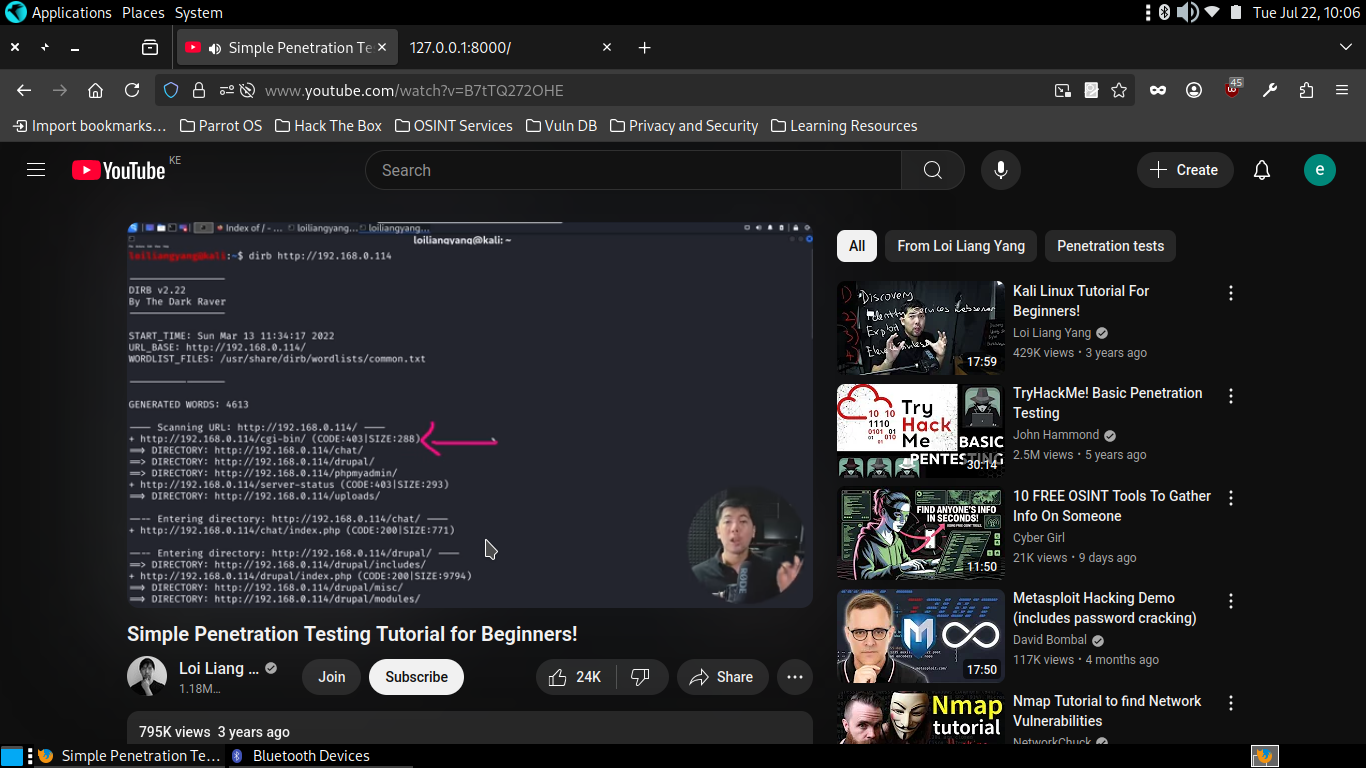 Applications Places System
Tue Jul 22, 10:06
Simple Penetration Te
127.0.0.1:8000/
www.youtube.com/watch?v=B7tTQ272OHE
45
Import bookmarks…
Parrot OS
Hack The Box
OSINT Services
Vuln DB
Privacy and Security
Learning Resources
YouTube
KE
Search
Create
e
Index of / - ...
loiliangyang...
loiliangyang...
loiliangyang@kali: ~
loiliangyang@kali:~$ dirb http://192.168.0.114
DIRB v2.22
By The Dark Raver
START_TIME: Sun Mar 13 11:34:17 2022
URL_BASE: http://192.168.0.114/
WORDLIST_FILES: /usr/share/dirb/wordlists/common.txt
GENERATED WORDS: 4613
---- Scanning URL: http://192.168.0.114/ ----
+ http://192.168.0.114/cgi-bin/ (CODE:403|SIZE:288)
==> DIRECTORY: http://192.168.0.114/chat/
==> DIRECTORY: http://192.168.0.114/drupal/
==> DIRECTORY: http://192.168.0.114/phpmyadmin/
+ http://192.168.0.114/server-status (CODE:403|SIZE:293)
==> DIRECTORY: http://192.168.0.114/uploads/
---- Entering directory: http://192.168.0.114/chat/ ----
+ http://192.168.0.114/chat/index.php (CODE:200|SIZE:771)
---- Entering directory: http://192.168.0.114/drupal/ ----
==> DIRECTORY: http://192.168.0.114/drupal/includes/
+ http://192.168.0.114/drupal/index.php (CODE:200|SIZE:9794)
==> DIRECTORY: http://192.168.0.114/drupal/misc/
==> DIRECTORY: http://192.168.0.114/drupal/modules/
RODE
Simple Penetration Testing Tutorial for Beginners!
Loi Liang ...
1.18M...
Join
Subscribe
24K
Share
795K views 3 years ago
All
From Loi Liang Yang
Penetration tests
Discovery
Identify Services Webserver
17:59
Kali Linux Tutorial For
Beginners!
Loi Liang Yang
429K views • 3 years ago
Try
Hack
Me
BASIC
PENTESTING
30:14
TryHackMe! Basic Penetration
Testing
John Hammond
2.5M views • 5 years ago
FIND ANYONE'S INFO
IN SECONDS!
11:50
10 FREE OSINT Tools To Gather
Info On Someone
Cyber Girl
21K views • 9 days ago
17:50
Metasploit Hacking Demo
(includes password cracking)
David Bombal
117K views • 4 months ago
Nmap
tutorial
Nmap Tutorial to find Network
Vulnerabilities
NetworkChuck
Simple Penetration Te...
Bluetooth Devices